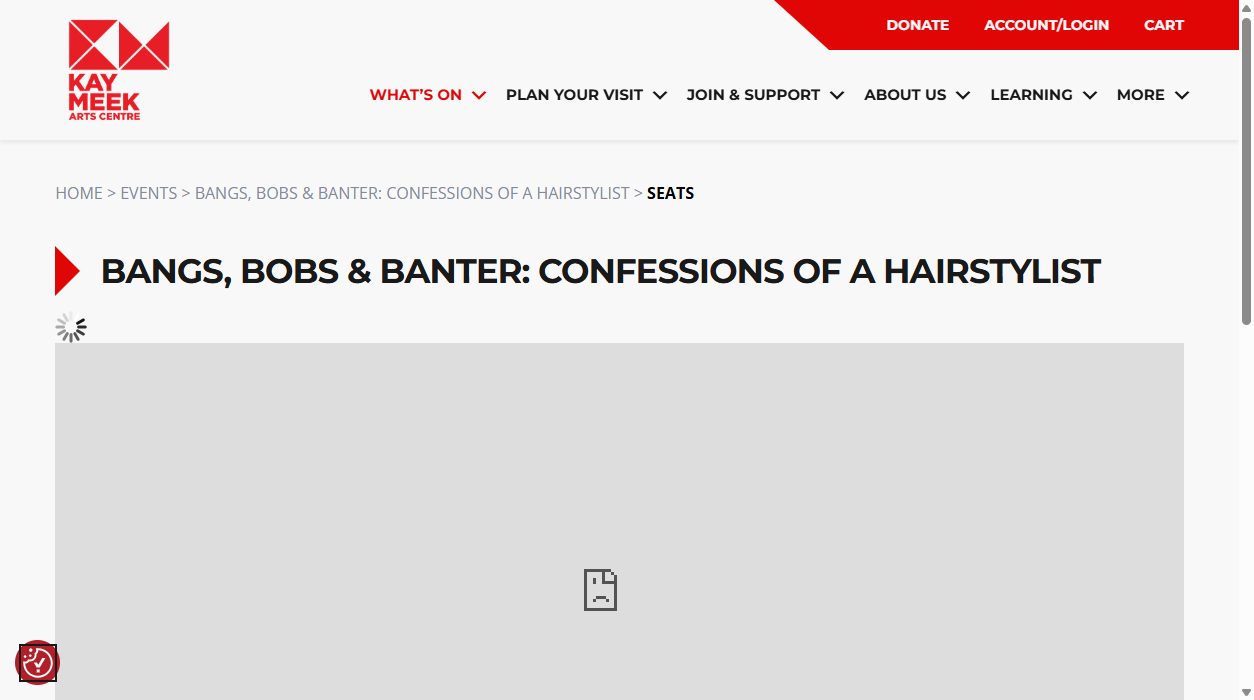 DONATE ACCOUNT/LOGIN CART
KAY
MEEK
ARTS CENTRE
WHAT'S ON PLAN YOUR VISIT JOIN & SUPPORT ABOUT US LEARNING MORE
HOME > EVENTS > BANGS, BOBS & BANTER: CONFESSIONS OF A HAIRSTYLIST > SEATS
BANGS, BOBS & BANTER: CONFESSIONS OF A HAIRSTYLIST